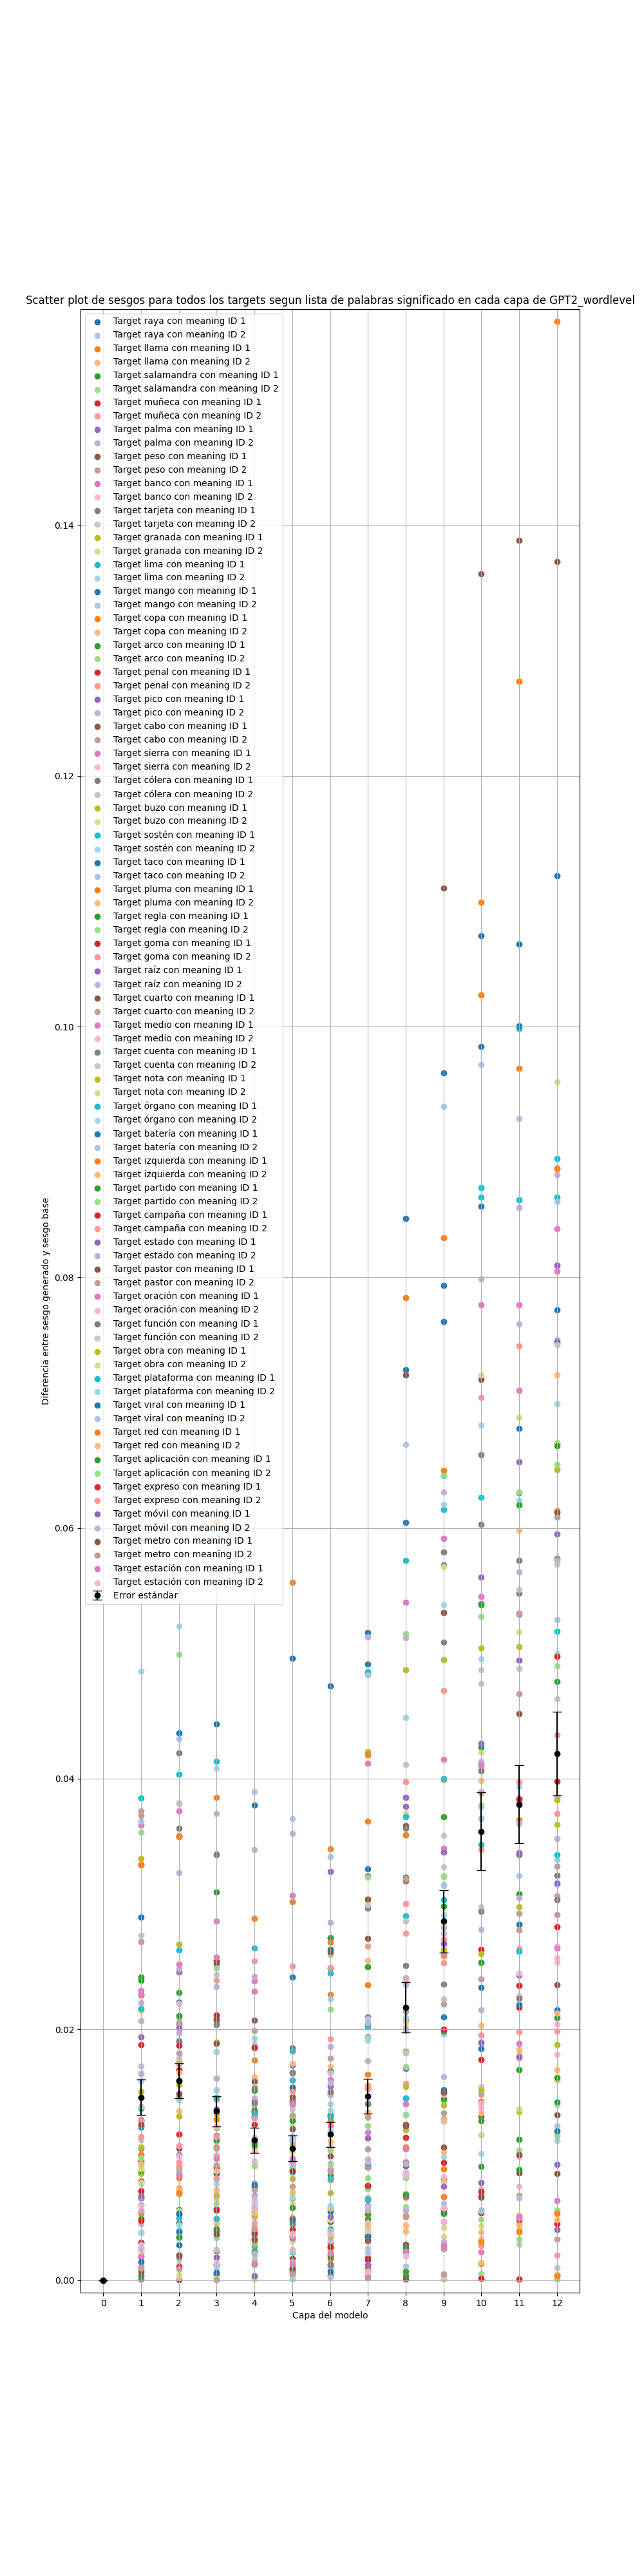 Scatter plot de sesgos para todos los targets segun lista de palabras significado en cada capa de GPT2_wordlevel
Target raya con meaning ID 1
Target raya con meaning ID 2
Target llama con meaning ID 1
Target llama con meaning ID 2
Target salamandra con meaning ID 1
Target salamandra con meaning ID 2
Target muñeca con meaning ID 1
Target muñeca con meaning ID 2
Target palma con meaning ID 1
Target palma con meaning ID 2
Target peso con meaning ID 1
Target peso con meaning ID 2
Target banco con meaning ID 1
Target banco con meaning ID 2
Target tarjeta con meaning ID 1
Target tarjeta con meaning ID 2
Target granada con meaning ID 1
Target granada con meaning ID 2
Target lima con meaning ID 1
Target lima con meaning ID 2
Target mango con meaning ID 1
Target mango con meaning ID 2
Target copa con meaning ID 1
Target copa con meaning ID 2
Target arco con meaning ID 1
Target arco con meaning ID 2
Target penal con meaning ID 1
Target penal con meaning ID 2
Target pico con meaning ID 1
Target pico con meaning ID 2
Target cabo con meaning ID 1
Target cabo con meaning ID 2
Target sierra con meaning ID 1
Target sierra con meaning ID 2
Target cólera con meaning ID 1
Target cólera con meaning ID 2
Target buzo con meaning ID 1
Target buzo con meaning ID 2
Target sostén con meaning ID 1
Target sostén con meaning ID 2
Target taco con meaning ID 1
Target taco con meaning ID 2
Target pluma con meaning ID 1
Target pluma con meaning ID 2
Target regla con meaning ID 1
Target regla con meaning ID 2
Target goma con meaning ID 1
Target goma con meaning ID 2
Target raíz con meaning ID 1
Target raíz con meaning ID 2
Target cuarto con meaning ID 1
Target cuarto con meaning ID 2
Target medio con meaning ID 1
Target medio con meaning ID 2
Target cuenta con meaning ID 1
Target cuenta con meaning ID 2
Target nota con meaning ID 1
Target nota con meaning ID 2
Target órgano con meaning ID 1
Target órgano con meaning ID 2
Target batería con meaning ID 1
Target batería con meaning ID 2
Target izquierda con meaning ID 1
Target izquierda con meaning ID 2
Target partido con meaning ID 1
Target partido con meaning ID 2
Target campaña con meaning ID 1
Target campaña con meaning ID 2
Target estado con meaning ID 1
Target estado con meaning ID 2
Target pastor con meaning ID 1
Target pastor con meaning ID 2
Target oración con meaning ID 1
Target oración con meaning ID 2
Target función con meaning ID 1
Target función con meaning ID 2
Target obra con meaning ID 1
Target obra con meaning ID 2
Target plataforma con meaning ID 1
Target plataforma con meaning ID 2
Target viral con meaning ID 1
Target viral con meaning ID 2
Target red con meaning ID 1
Target red con meaning ID 2
Target aplicación con meaning ID 1
Target aplicación con meaning ID 2
Target expreso con meaning ID 1
Target expreso con meaning ID 2
Target móvil con meaning ID 1
Target móvil con meaning ID 2
Target metro con meaning ID 1
Target metro con meaning ID 2
Target estación con meaning ID 1
Target estación con meaning ID 2
Error estándar
Diferencia entre sesgo generado y sesgo base
0.14
0.12
0.10
0.08
0.06
0.04
0.02
0.00
0 1 2 3 4 5 6 7 8 9 10 11 12
Capa del modelo